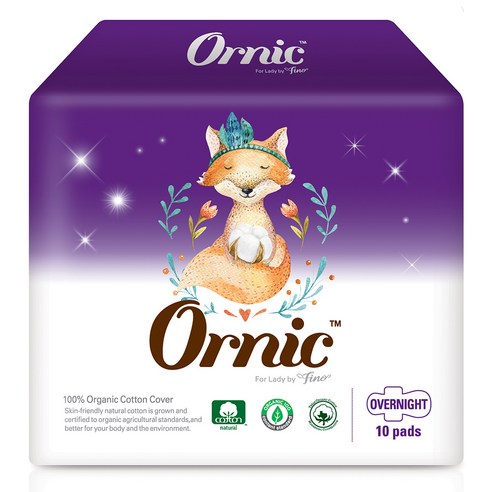 Ornic™
For Lady by Fino®
Ornic™
For Lady by Fino®
100% Organic Cotton Cover
Skin-friendly natural cotton is grown and
certified to organic agricultural standards,and
better for your body and the environment.
cotton
natural
OVERNIGHT
10 pads